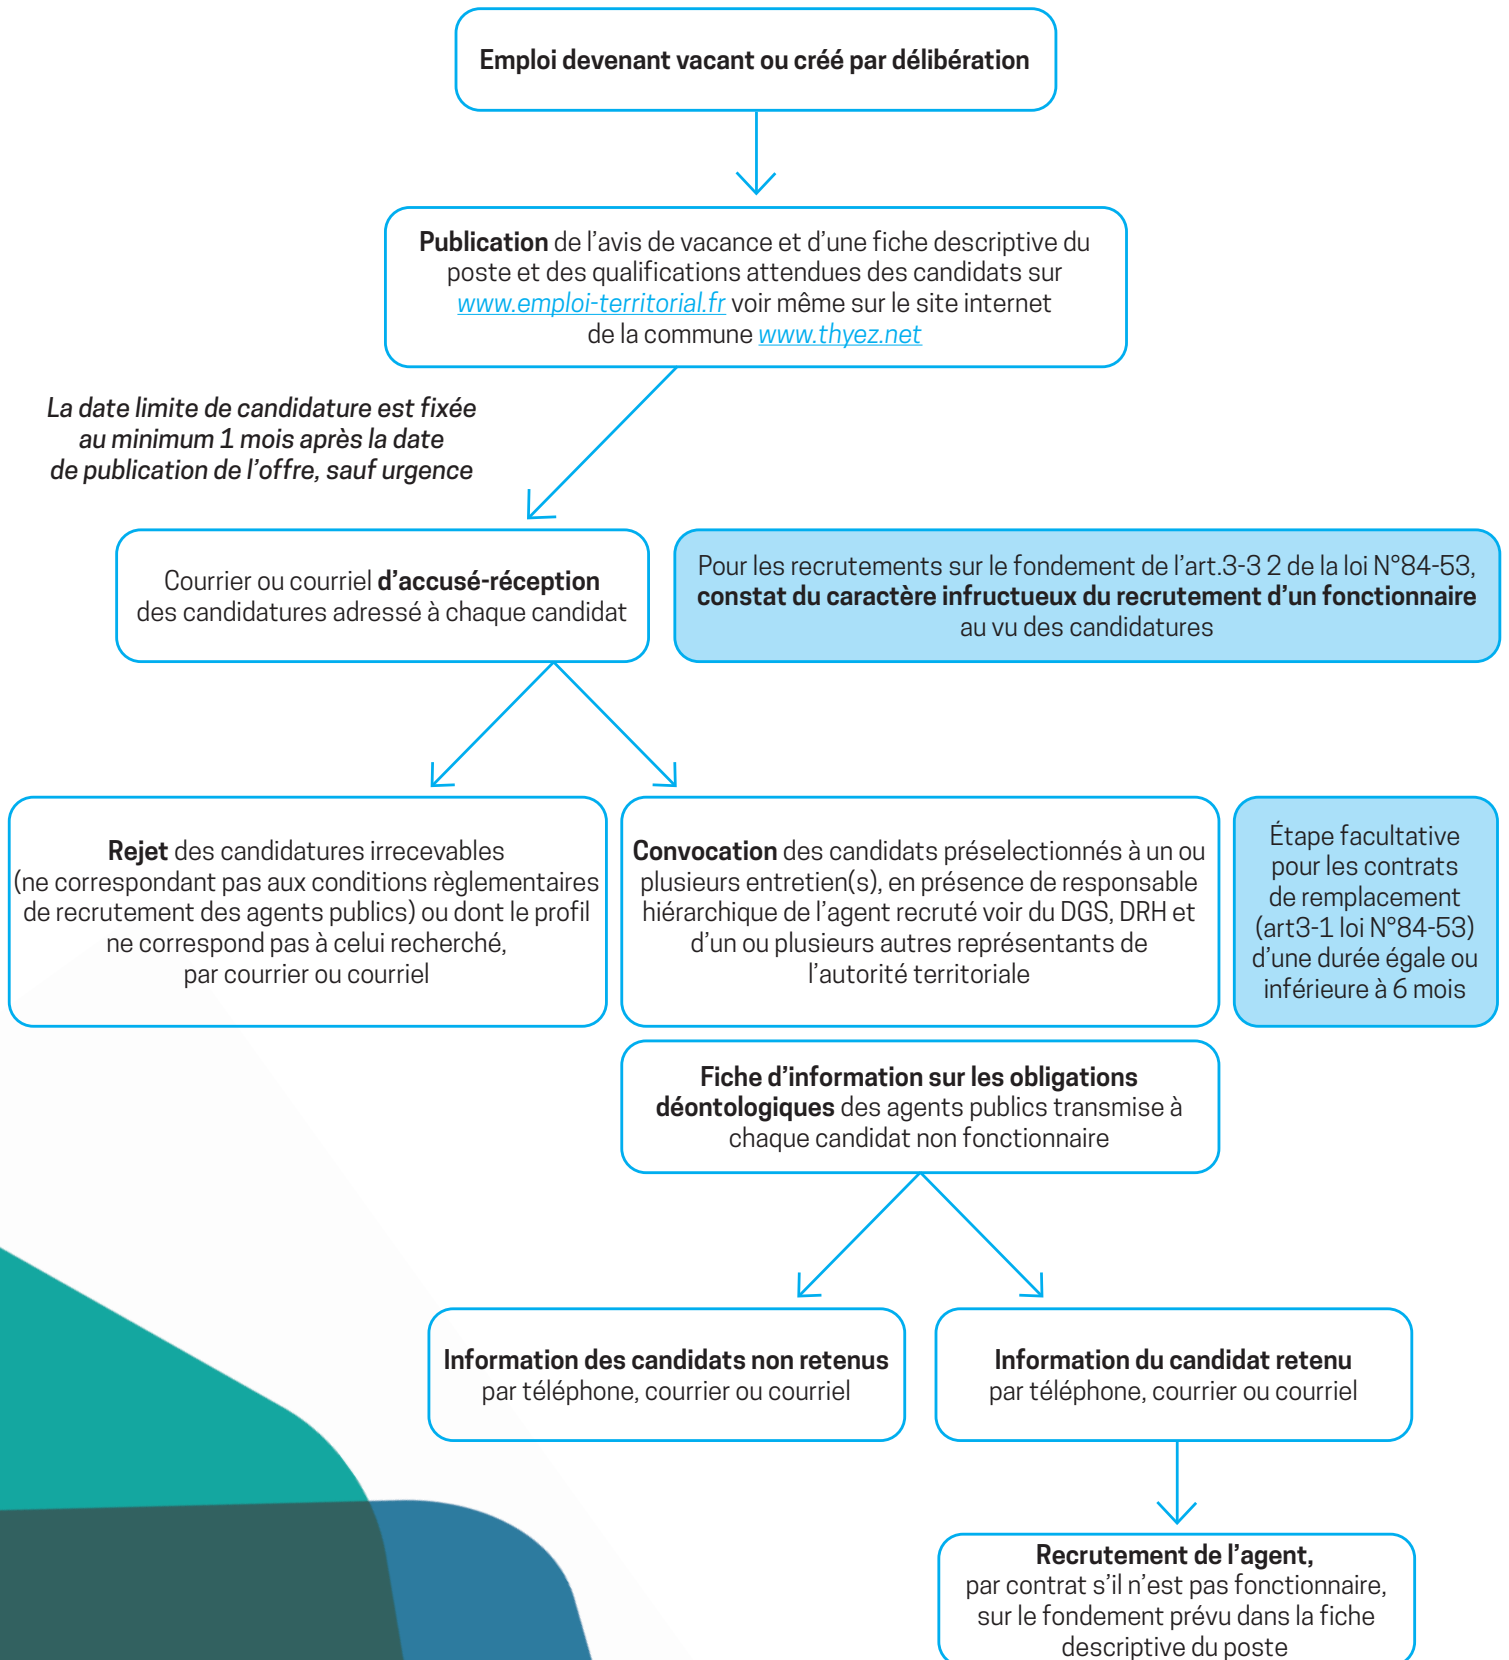 Emploi devenant vacant ou créé par délibération
Publication de l'avis de vacance et d'une fiche descriptive du
poste et des qualifications attendues des candidats sur
www.emploi-territorial.fr voir même sur le site internet
de la commune www.thyez.net
La date limite de candidature est fixée
au minimum 1 mois après la date
de publication de l'offre, sauf urgence
Courrier ou courriel d'accusé-réception
des candidatures adressé à chaque candidat
Pour les recrutements sur le fondement de l'art.3-3 2 de la loi N°84-53,
constat du caractère infructueux du recrutement d'un fonctionnaire
au vu des candidatures
Rejet des candidatures irrecevables
(ne correspondant pas aux conditions règlementaires
de recrutement des agents publics) ou dont le profil
ne correspond pas à celui recherché,
par courrier ou courriel
Convocation des candidats préselectionnés à un ou
plusieurs entretien(s), en présence de responsable
hiérarchique de l'agent recruté voir du DGS, DRH et
d'un ou plusieurs autres représentants de
l'autorité territoriale
Étape facultative
pour les contrats
de remplacement
(art3-1 loi N°84-53)
d'une durée égale ou
inférieure à 6 mois
Fiche d'information sur les obligations
déontologiques des agents publics transmise à
chaque candidat non fonctionnaire
Information des candidats non retenus
par téléphone, courrier ou courriel
Information du candidat retenu
par téléphone, courrier ou courriel
Recrutement de l'agent,
par contrat s'il n'est pas fonctionnaire,
sur le fondement prévu dans la fiche
descriptive du poste